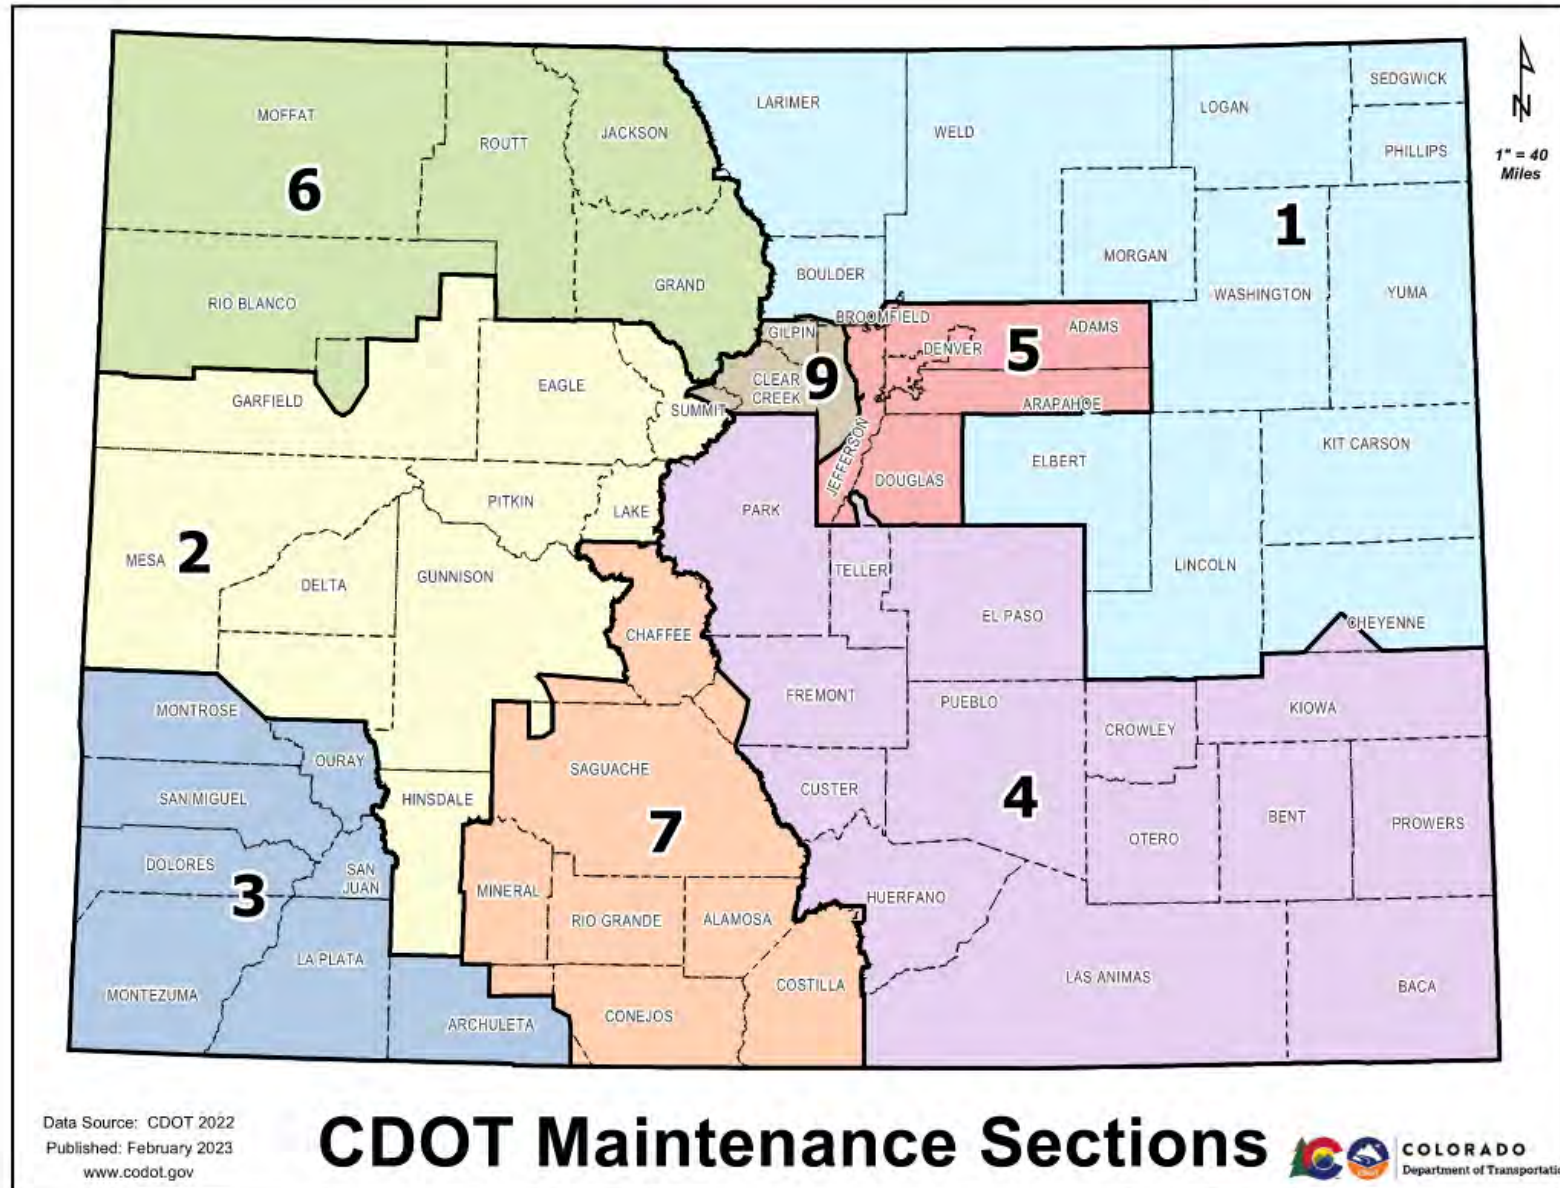 SEDGWICK
LARIMER
LOGAN
MOFFAT
WELD
JACKSON
ROUTT
PHILLIPS
N
1" = 40
Miles
6
1
MORGAN
BOULDER
GRAND
WASHINGTON
YUMA
RIO BLANCO
BROOMFIELD
ADAMS
GILPIN
DENVER
5
9
CLEAR
CREEK
EAGLE
GARFIELD
SUMMIT
ARAPAHOE
KIT CARSON
JEFFERSON
ELBERT
DOUGLAS
PITKIN
LAKE
PARK
MESA
2
LINCOLN
TELLER
GUNNISON
DELTA
EL PASO
CHEYENNE
CHAFFEE
FREMONT
PUEBLO
KIOWA
MONTROSE
CROWLEY
OURAY
SAGUACHE
CUSTER
SAN MIGUEL
HINSDALE
4
BENT
PROWERS
7
OTERO
DOLORES
SAN
JUAN
3
MINERAL
HUERFANO
RIO GRANDE
ALAMOSA
LA PLATA
LAS ANIMAS
COSTILLA
BACA
MONTEZUMA
CONEJOS
ARCHULETA
Data Source: CDOT 2022
Published: February 2023
www.codot.gov
CDOT Maintenance Sections
COLORADO
Department of Transportatio